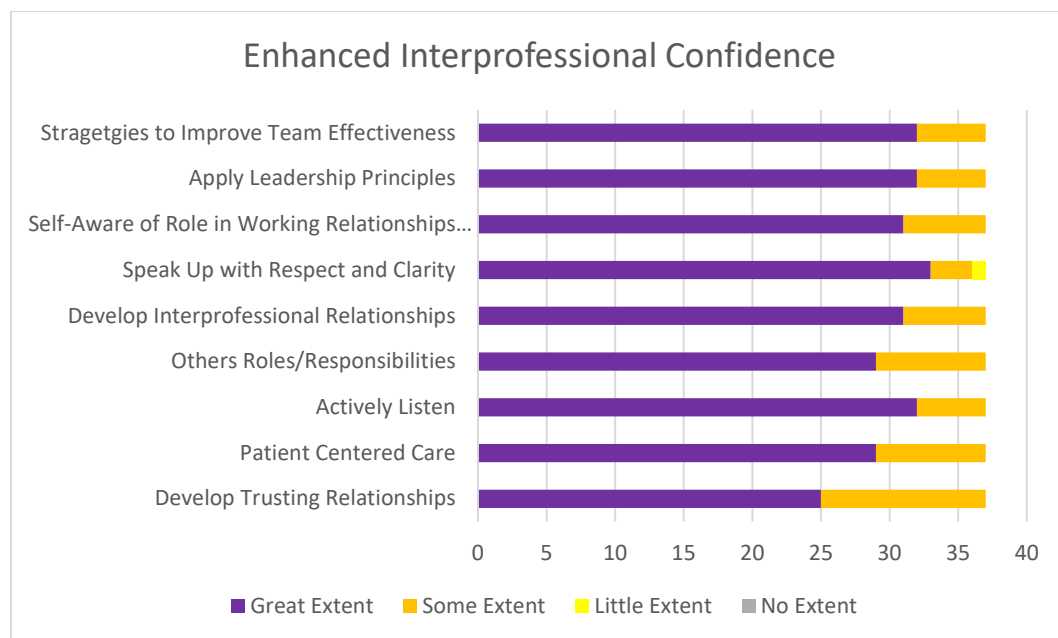 Enhanced Interprofessional Confidence
Stragetgies to Improve Team Effectiveness
Apply Leadership Principles
Self-Aware of Role in Working Relationships...
Speak Up with Respect and Clarity
Develop Interprofessional Relationships
Others Roles/Responsibilities
Actively Listen
Patient Centered Care
Develop Trusting Relationships
0 5 10 15 20 25 30 35 40
Great Extent Some Extent Little Extent No Extent